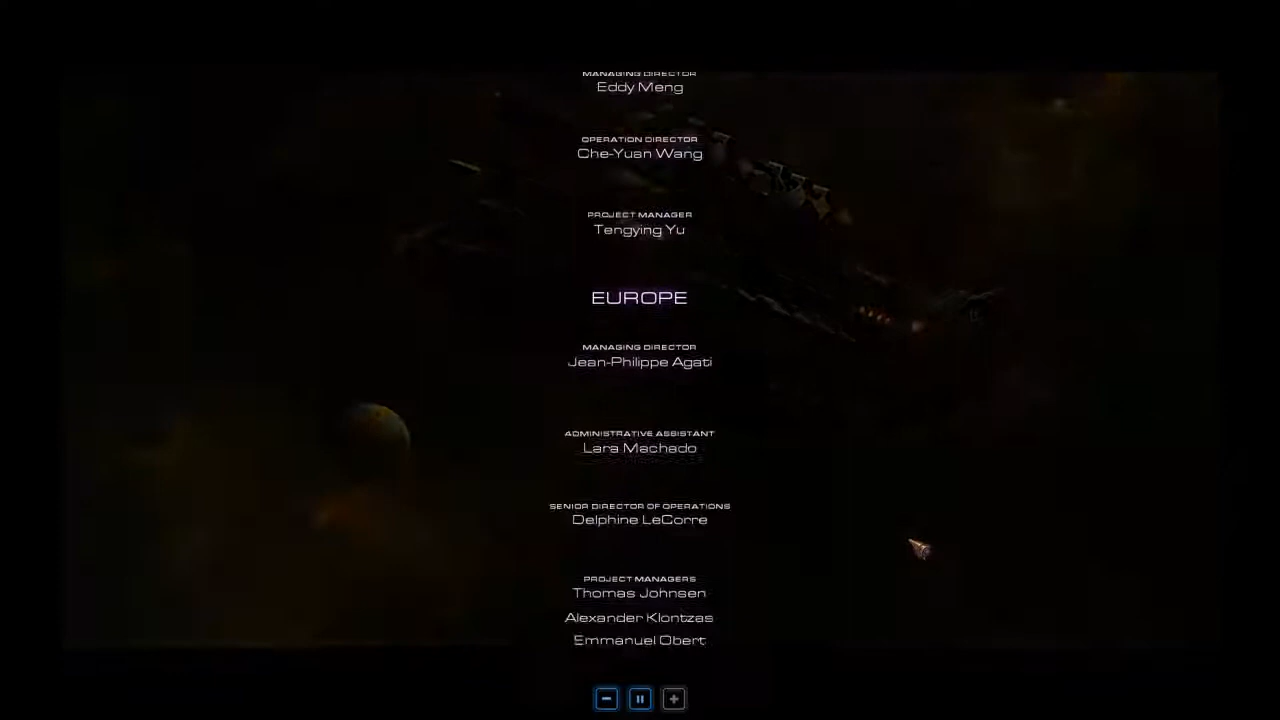 MANAGING DIRECTOR
Eddy Meng
OPERATION DIRECTOR
Che-Yuan Wang
PROJECT MANAGER
Tengying Yu
EUROPE
MANAGING DIRECTOR
Jean-Philippe Agati
ADMINISTRATIVE ASSISTANT
Lara Machado
SENIOR DIRECTOR OF OPERATIONS
Delphine LeCorre
PROJECT MANAGERS
Thomas Johnsen
Alexander Klontzas
Emmanuel Obert